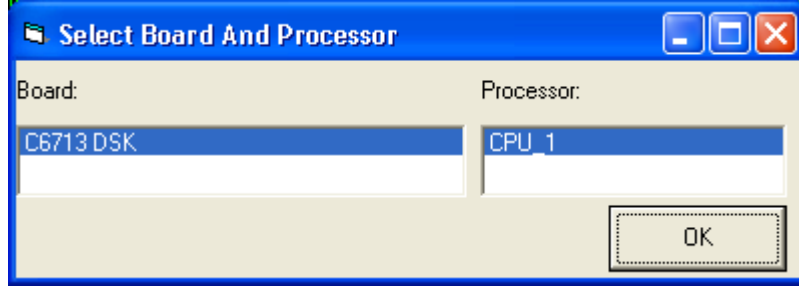 Select Board And Processor
Board: Processor:
C6713 DSK CPU_1
OK